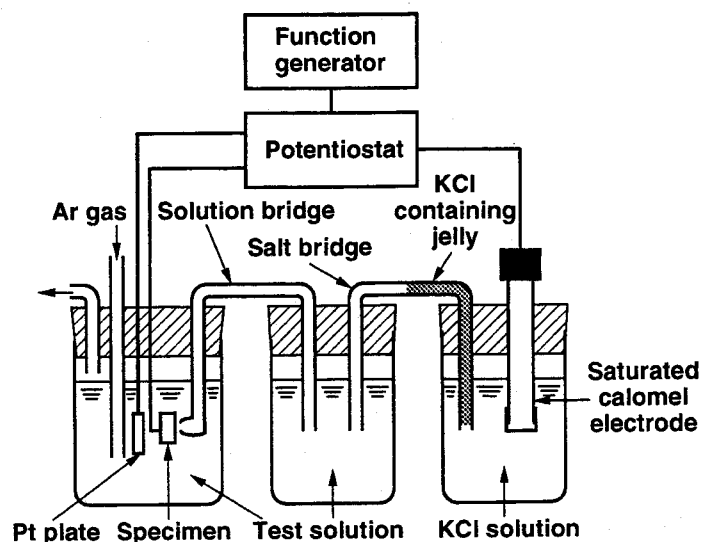 Function
generator
Potentiostat
Ar gas
Solution bridge
Salt bridge
KCl
containing
jelly
Saturated
calomel
electrode
Pt plate
Specimen
Test solution
KCl solution